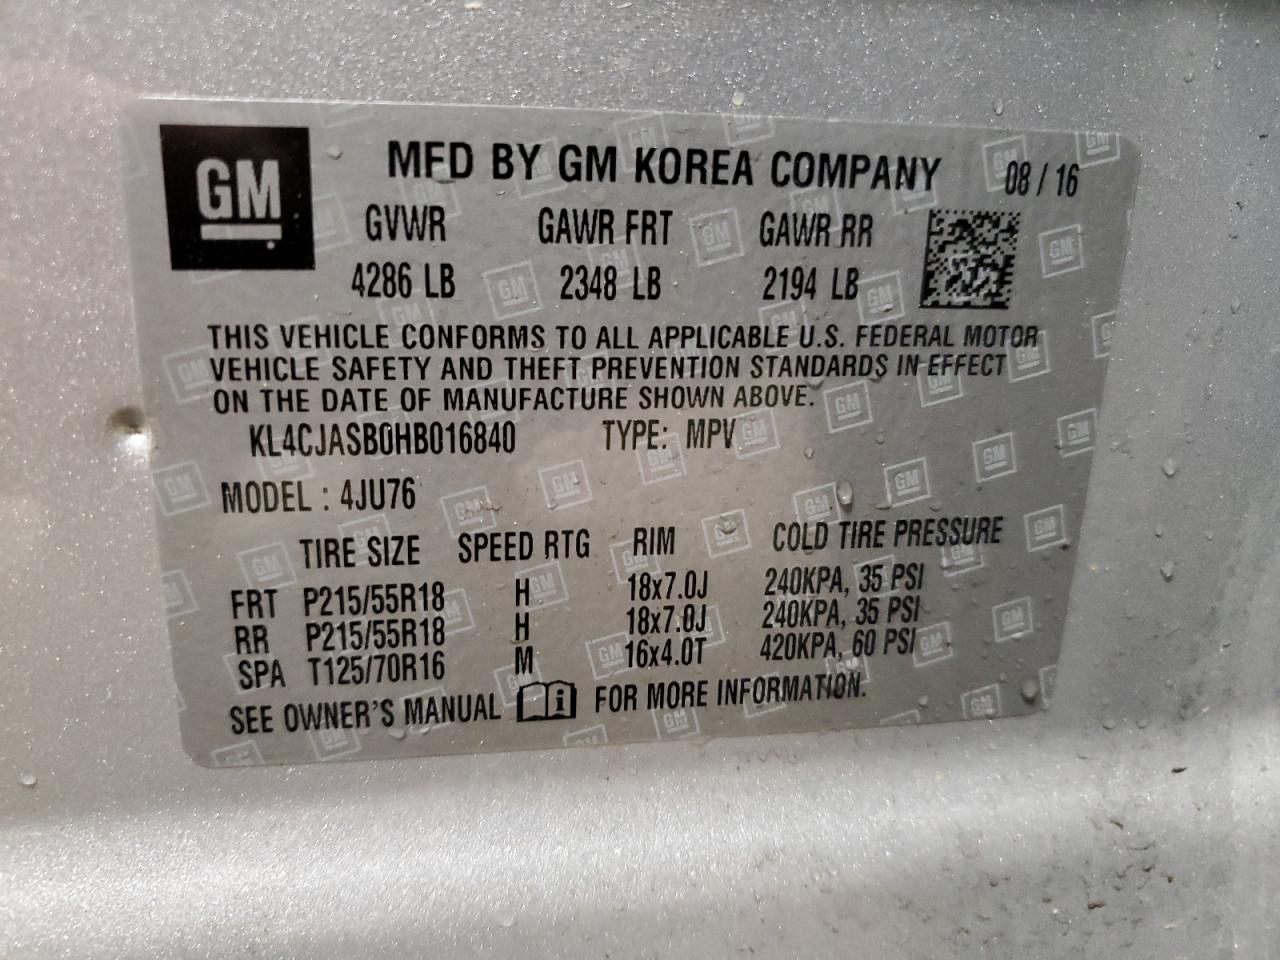 GM
MFD BY GM KOREA COMPANY 08 / 16
GVWR GAWR FRT GAWR RR
4286 LB 2348 LB 2194 LB
THIS VEHICLE CONFORMS TO ALL APPLICABLE U.S. FEDERAL MOTOR
VEHICLE SAFETY AND THEFT PREVENTION STANDARDS IN EFFECT
ON THE DATE OF MANUFACTURE SHOWN ABOVE.
KL4CJASB0HB016840 TYPE: MPV
MODEL : 4JU76
TIRE SIZE SPEED RTG RIM COLD TIRE PRESSURE
FRT P215/55R18 H 18x7.0J 240KPA, 35 PSI
RR P215/55R18 H 18x7.0J 240KPA, 35 PSI
SPA T125/70R16 M 16x4.0T 420KPA, 60 PSI
SEE OWNER'S MANUAL i FOR MORE INFORMATION.